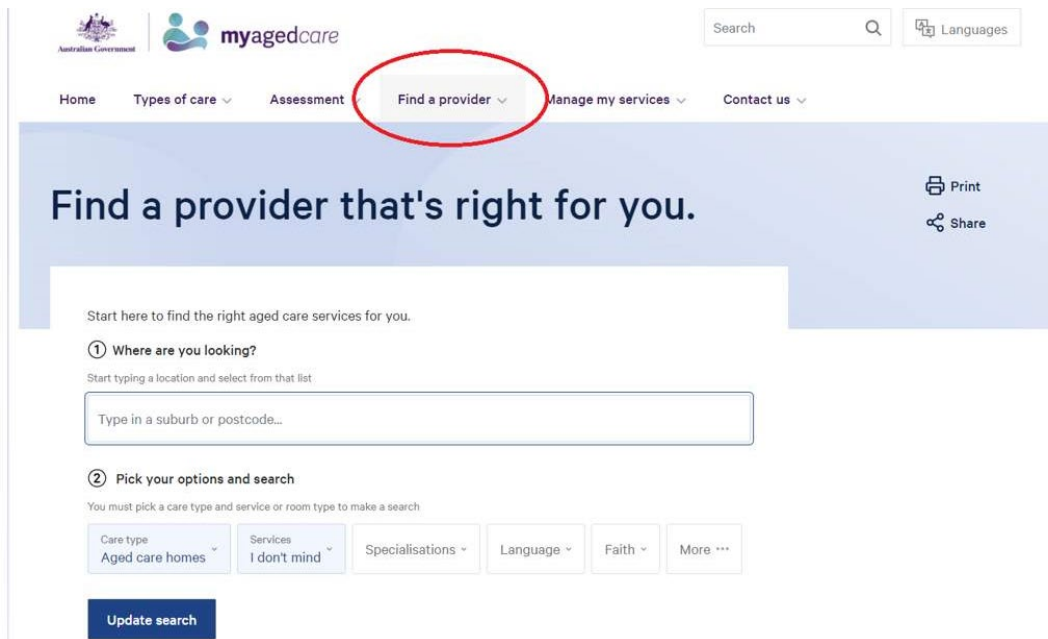 Australian Government
myagedcare
Search
Languages
Home Types of care Assessment Find a provider Manage my services Contact us
Find a provider that's right for you.
Print
Share
Start here to find the right aged care services for you.
1 Where are you looking?
Start typing a location and select from that list
Type in a suburb or postcode...
2 Pick your options and search
You must pick a care type and service or room type to make a search
Care type
Aged care homes
Services
I don't mind
Specialisations
Language
Faith
More ···
Update search